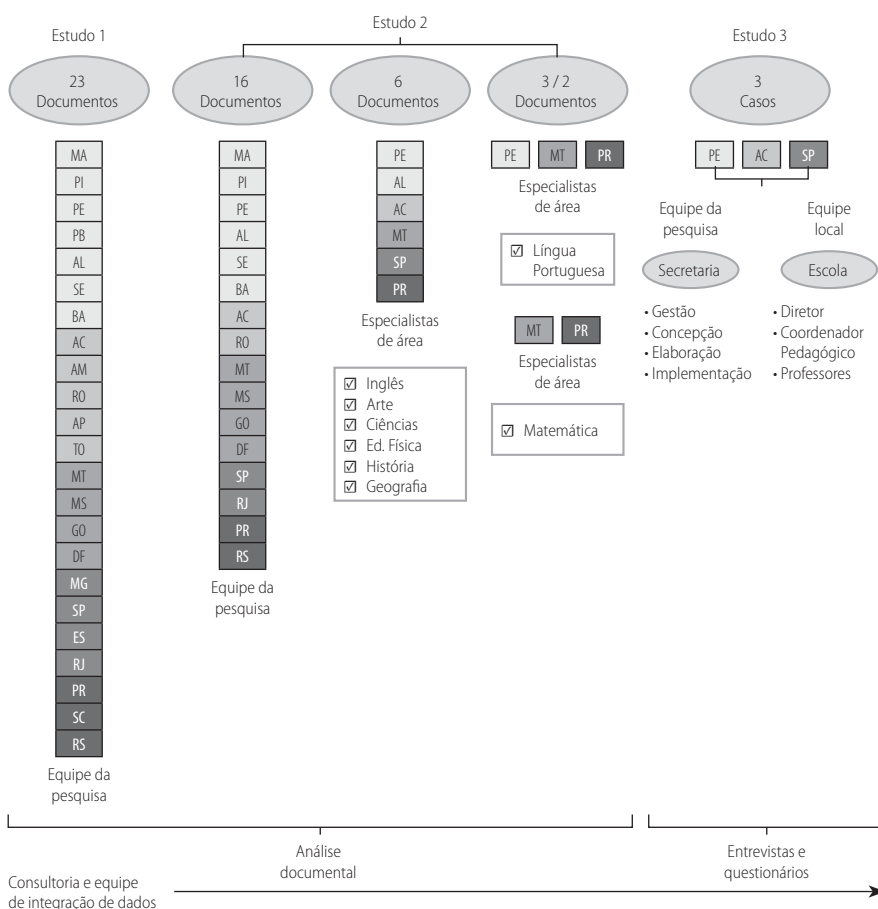 Estudo 1
Estudo 2
Estudo 3
23
Documentos
16
Documentos
6
Documentos
3 / 2
Documentos
3
Casos
MA
PI
PE
PB
AL
SE
BA
AC
AM
RO
AP
TO
MT
MS
GO
DF
MG
SP
ES
RJ
PR
SC
RS
Equipe da
pesquisa
MA
PI
PE
AL
SE
BA
AC
RO
MT
MS
GO
DF
SP
RJ
PR
RS
Equipe da
pesquisa
PE
AL
AC
MT
SP
PR
Especialistas
de área
☑ Inglês
☑ Arte
☑ Ciências
☑ Ed. Física
☑ História
☑ Geografia
PE MT PR
Especialistas
de área
☑ Língua
Portuguesa
MT PR
Especialistas
de área
☑ Matemática
PE AC SP
Equipe da
pesquisa
Secretaria
• Gestão
• Concepção
• Elaboração
• Implementação
Equipe
local
Escola
• Diretor
• Coordenador
Pedagógico
• Professores
Análise
documental
Entrevistas e
questionários
Consultoria e equipe
de integração de dados